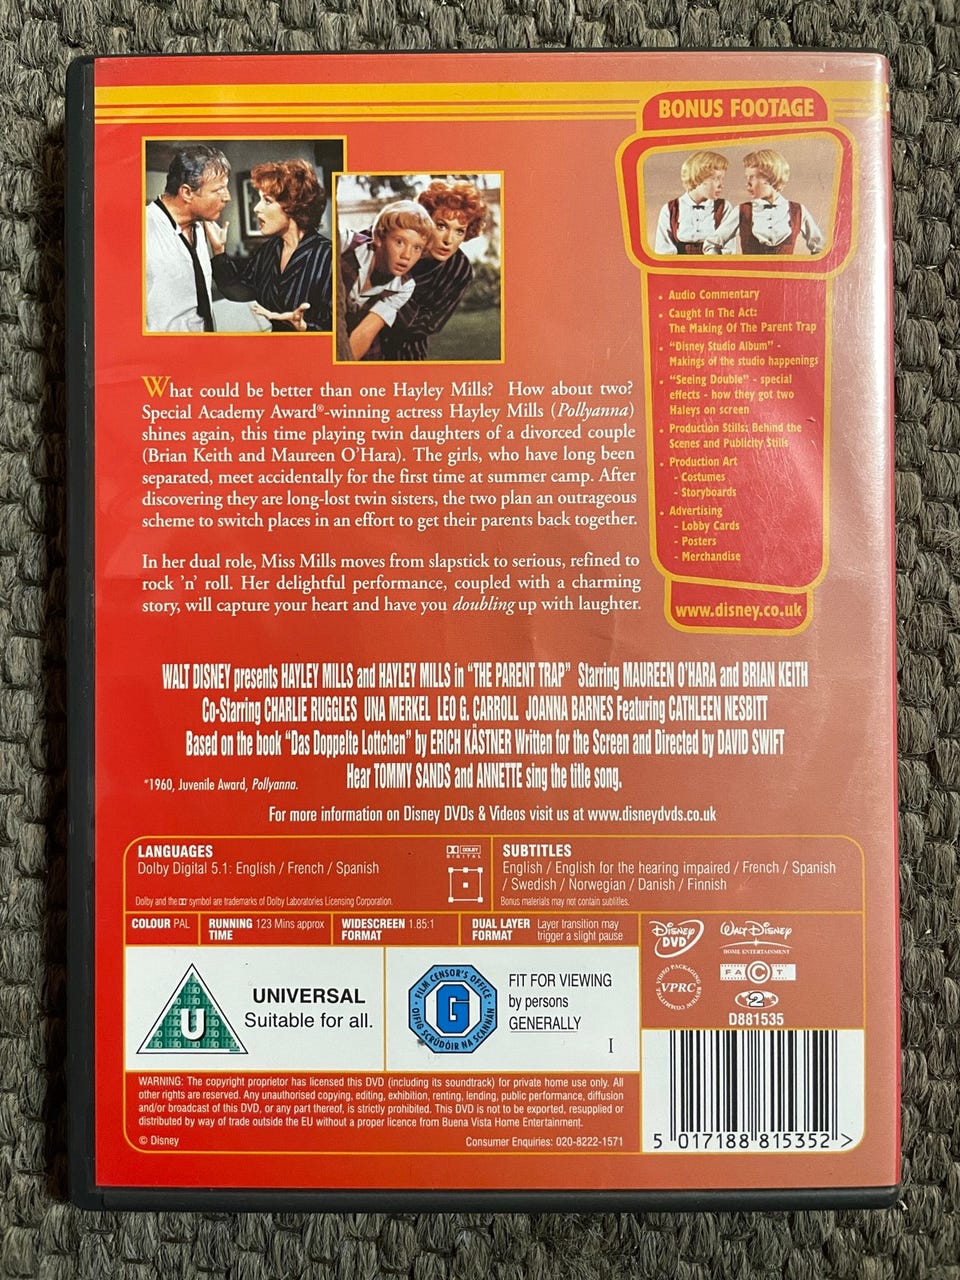 BONUS FOOTAGE
• Audio Commentary
• Caught In The Act:
The Making Of The Parent Trap
• "Disney Studio Album" -
Makings of the studio happenings
• "Seeing Double" - special
effects - how they got two
Haleys on screen
• Production Stills: Behind the
Scenes and Publicity Stills
• Production Art
- Costumes
- Storyboards
• Advertising
- Lobby Cards
- Posters
- Merchandise
www.disney.co.uk
What could be better than one Hayley Mills? How about two?
Special Academy Award®-winning actress Hayley Mills (Pollyanna)
shines again, this time playing twin daughters of a divorced couple
(Brian Keith and Maureen O'Hara). The girls, who have long been
separated, meet accidentally for the first time at summer camp. After
discovering they are long-lost twin sisters, the two plan an outrageous
scheme to switch places in an effort to get their parents back together.
In her dual role, Miss Mills moves from slapstick to serious, refined to
rock 'n' roll. Her delightful performance, coupled with a charming
story, will capture your heart and have you doubling up with laughter.
WALT DISNEY presents HAYLEY MILLS and HAYLEY MILLS in "THE PARENT TRAP" Starring MAUREEN O'HARA and BRIAN KEITH
Co-Starring CHARLIE RUGGLES UNA MERKEL LEO G. CARROLL JOANNA BARNES Featuring CATHLEEN NESBITT
Based on the book "Das Doppelte Lottchen" by ERICH KÄSTNER Written for the Screen and Directed by DAVID SWIFT
Hear TOMMY SANDS and ANNETTE sing the title song.
*1960, Juvenile Award, Pollyanna.
For more information on Disney DVDs & Videos visit us at www.disneydvds.co.uk
LANGUAGES
Dolby Digital 5.1: English / French / Spanish
DOLBY
DIGITAL
Dolby and the symbol are trademarks of Dolby Laboratories Licensing Corporation.
SUBTITLES
English / English for the hearing impaired / French / Spanish
/ Swedish / Norwegian / Danish / Finnish
Bonus materials may not contain subtitles.
COLOUR PAL
RUNNING TIME 123 Mins approx
WIDESCREEN FORMAT 1.85:1
DUAL LAYER FORMAT Layer transition may trigger a slight pause
DISNEY DVD
WALT DISNEY
HOME ENTERTAINMENT
VIDEO PACKAGING REVIEW COMMITTEE
VPRC
FACT
2
D881535
U
UNIVERSAL
Suitable for all.
FILM CENSOR'S OFFICE
G
OIFIG SCRÚDÓIR NA SCANNÁN
FIT FOR VIEWING
by persons
GENERALLY
I
WARNING: The copyright proprietor has licensed this DVD (including its soundtrack) for private home use only. All
other rights are reserved. Any unauthorised copying, editing, exhibition, renting, lending, public performance, diffusion
and/or broadcast of this DVD, or any part thereof, is strictly prohibited. This DVD is not to be exported, resupplied or
distributed by way of trade outside the EU without a proper licence from Buena Vista Home Entertainment.
© Disney
Consumer Enquiries: 020-8222-1571
5 017188 815352 >